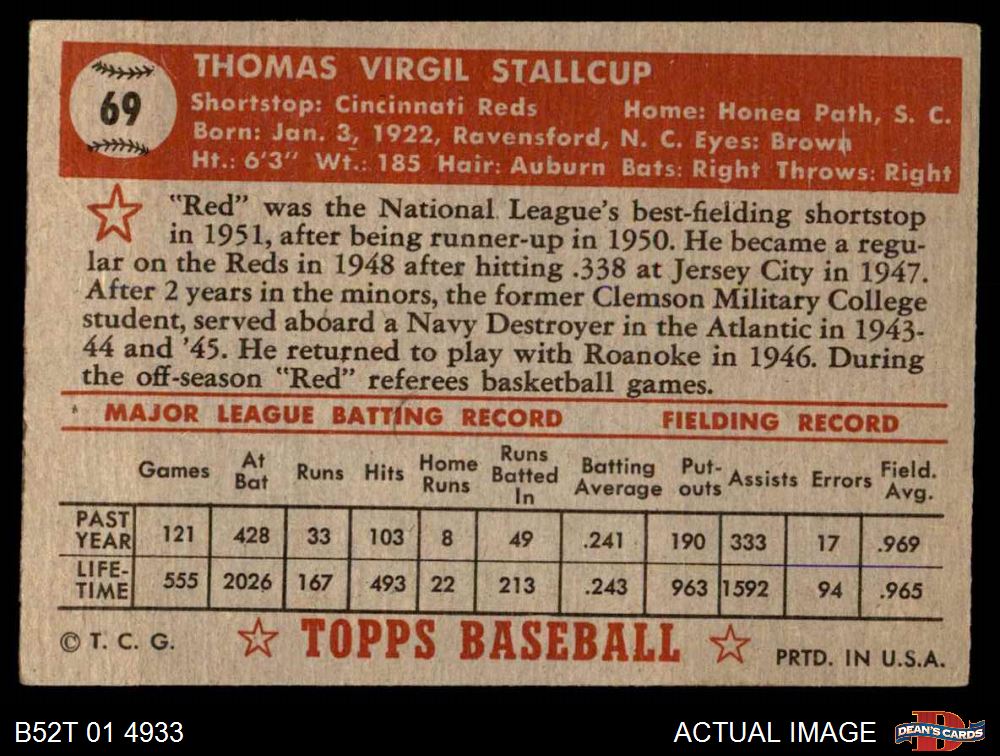 THOMAS VIRGIL STALLCUP
69
Shortstop: Cincinnati Reds Home: Honea Path, S. C.
Born: Jan. 3, 1922, Ravensford, N. C. Eyes: Brown
Ht.: 6'3" Wt.: 185 Hair: Auburn Bats: Right Throws: Right
"Red" was the National League's best-fielding shortstop
in 1951, after being runner-up in 1950. He became a regu-
lar on the Reds in 1948 after hitting .338 at Jersey City in 1947.
After 2 years in the minors, the former Clemson Military College
student, served aboard a Navy Destroyer in the Atlantic in 1943-
44 and '45. He returned to play with Roanoke in 1946. During
the off-season "Red" referees basketball games.
MAJOR LEAGUE BATTING RECORD FIELDING RECORD
Games At Bat Runs Hits Home Runs Runs Batted In Batting Average Put-outs Assists Errors Field. Avg.
PAST YEAR 121 428 33 103 8 49 .241 190 333 17 .969
LIFE-TIME 555 2026 167 493 22 213 .243 963 1592 94 .965
© T. C. G. TOPPS BASEBALL PRTD. IN U.S.A.
B52T 01 4933 ACTUAL IMAGE DEAN'S CARDS